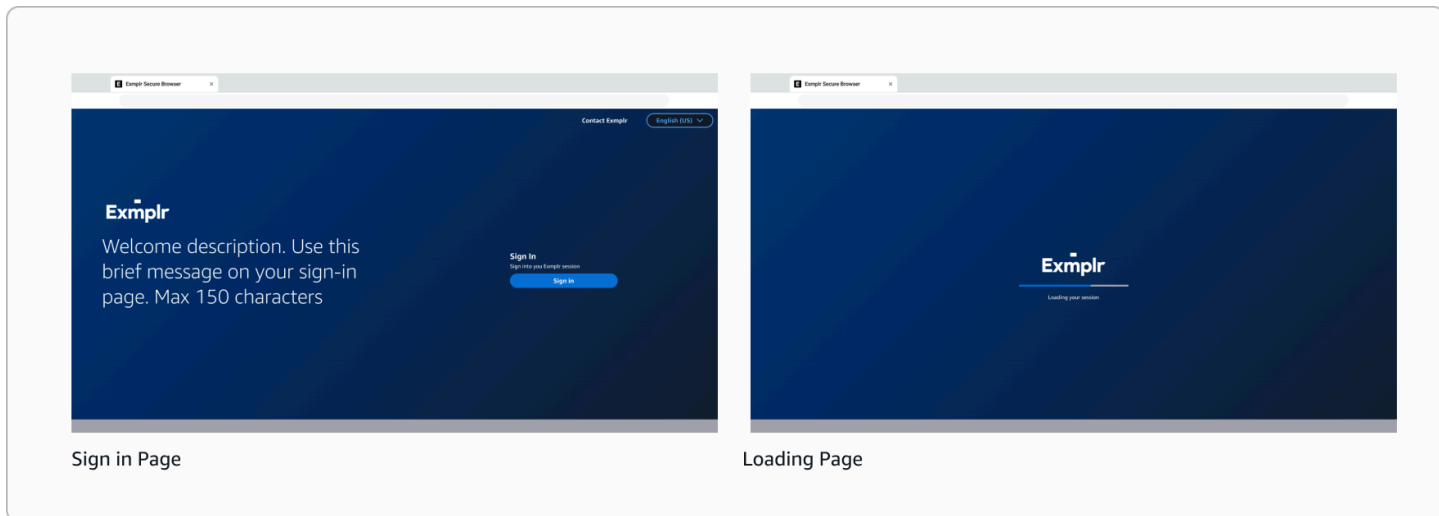 E Exmplr Secure Browser ×
Contact Exmplr English (US)
Exmplr
Welcome description. Use this
brief message on your sign-in
page. Max 150 characters
Sign In
Sign into you Exmplr session
Sign in
Sign in Page
E Exmplr Secure Browser ×
Exmplr
Loading your session
Loading Page